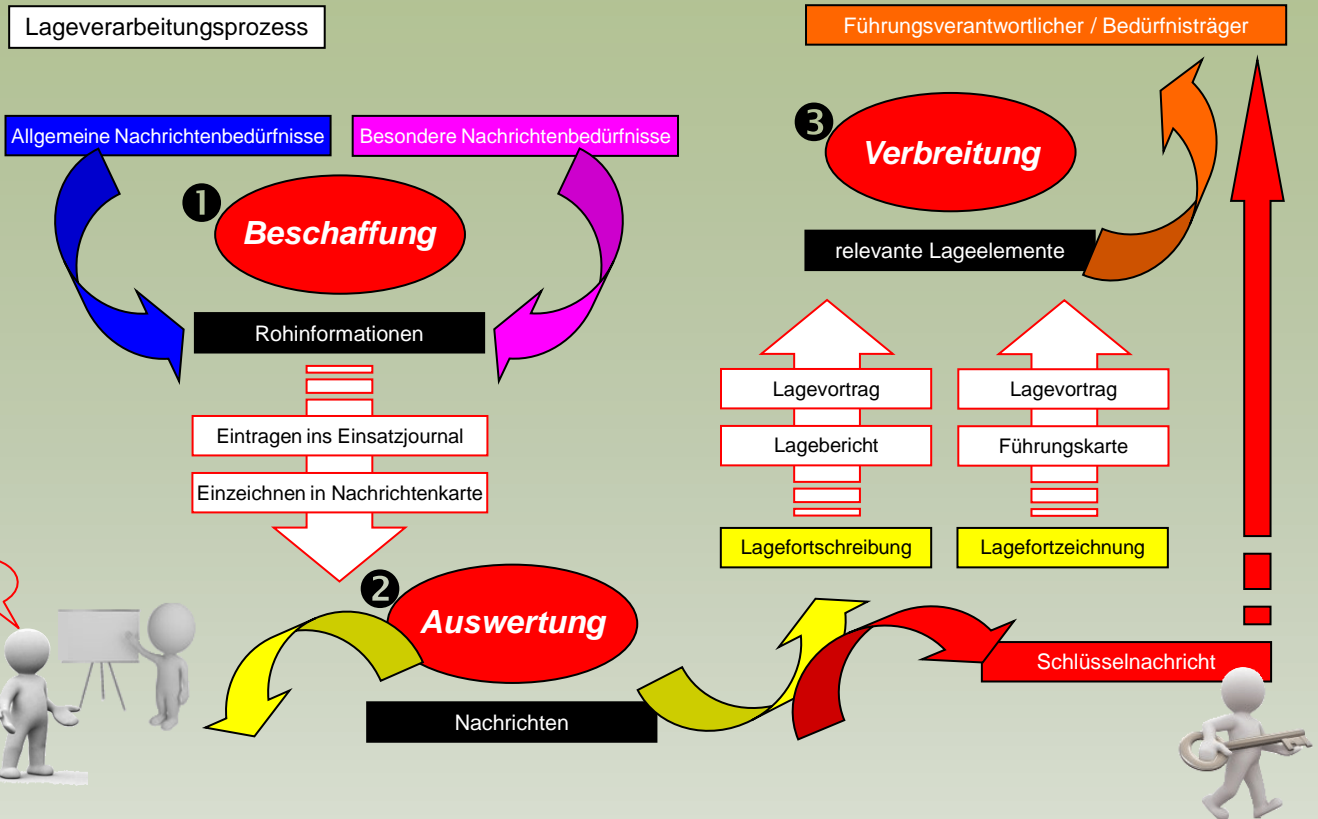 Lageverarbeitungsprozess
Führungsverantwortlicher / Bedürfnisträger
Allgemeine Nachrichtenbedürfnisse
Besondere Nachrichtenbedürfnisse
❶
Beschaffung
Rohinformationen
Eintragen ins Einsatzjournal
Einzeichnen in Nachrichtenkarte
❷
Auswertung
Nachrichten
❸
Verbreitung
relevante Lageelemente
Lagevortrag
Lagebericht
Lagefortschreibung
Lagevortrag
Führungskarte
Lagefortzeichnung
Schlüsselnachricht